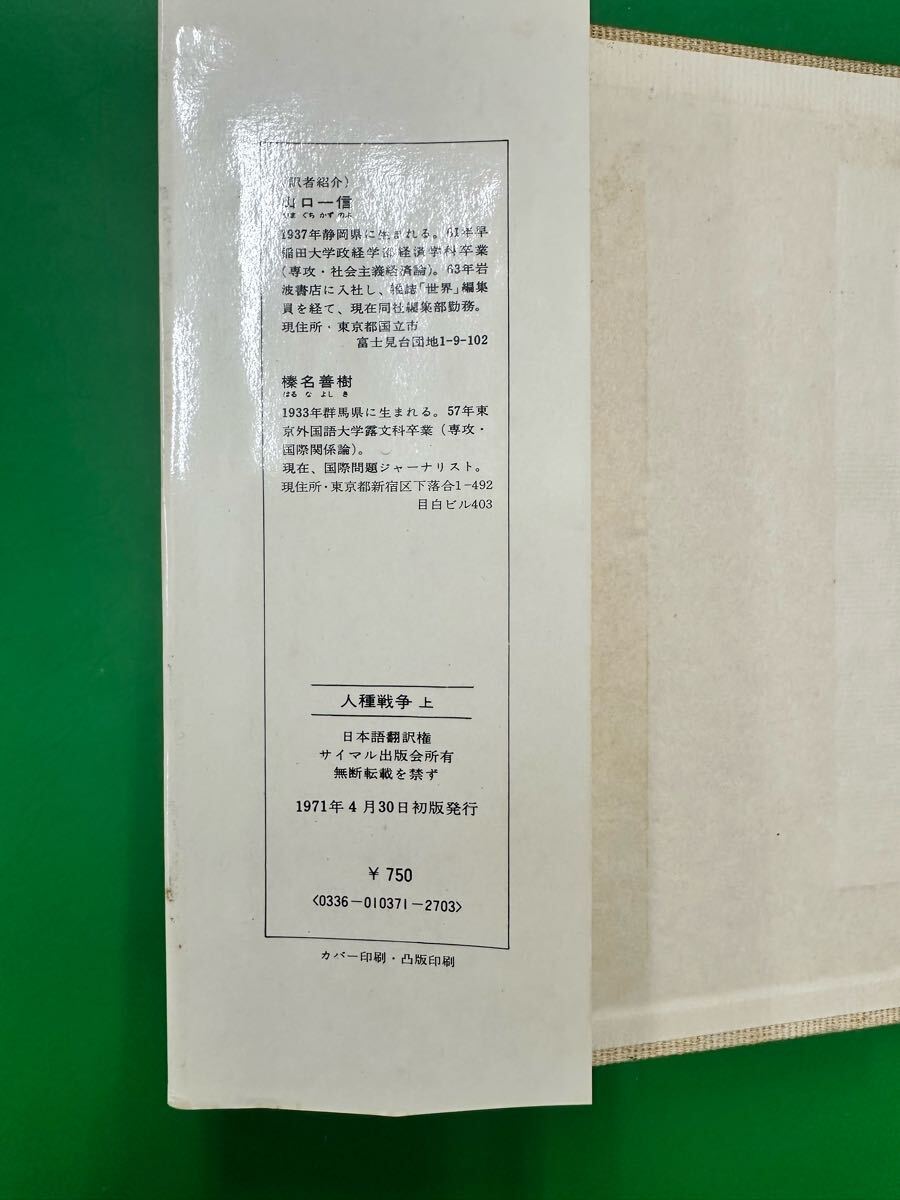 （訳者紹介）
山口一信
やま ぐち かず のぶ
1937年静岡県に生まれる。61年早
稲田大学政経学部経済学科卒業
（専攻・社会主義経済論）。63年岩
波書店に入社し、雑誌「世界」編集
員を経て、現在同社編集部勤務。
現住所・東京都国立市
富士見台団地1-9-102
榛名善樹
はる な よし き
1933年群馬県に生まれる。57年東
京外国語大学露文科卒業（専攻・
国際関係論）。
現在、国際問題ジャーナリスト。
現住所・東京都新宿区下落合1-492
目白ビル403
人種戦争 上
日本語翻訳権
サイマル出版会所有
無断転載を禁ず
1971年4月30日初版発行
￥750
〈0336-010371-2703〉
カバー印刷・凸版印刷